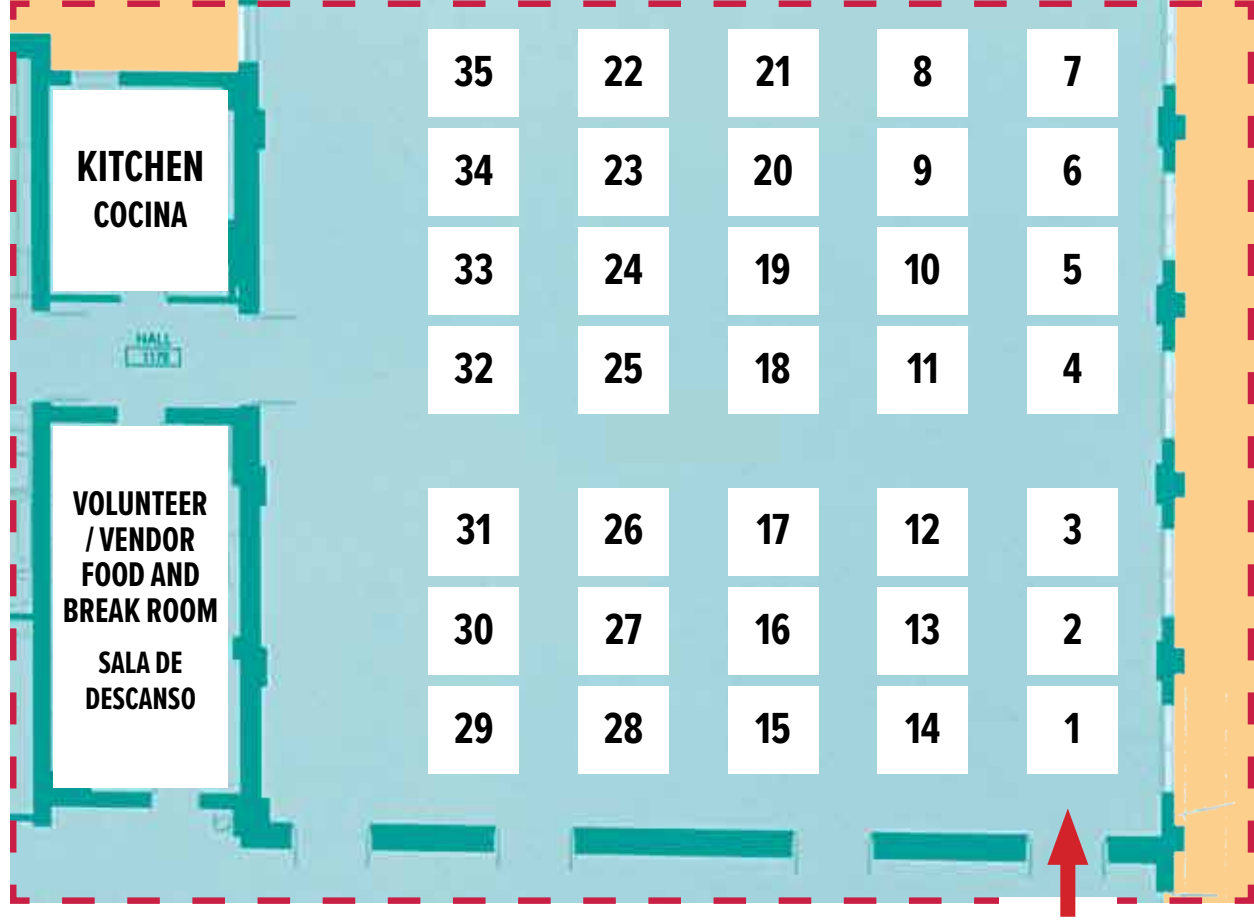 35 22 21 8 7
KITCHEN
COCINA
34 23 20 9 6
33 24 19 10 5
HALL
1178
32 25 18 11 4
VOLUNTEER
/ VENDOR
FOOD AND
BREAK ROOM
SALA DE
DESCANSO
31 26 17 12 3
30 27 16 13 2
29 28 15 14 1